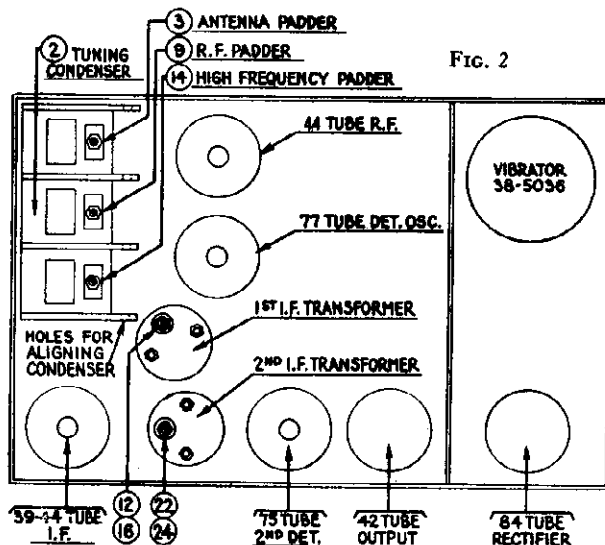 3 ANTENNA PADDER
2 TUNING CONDENSER
9 R.F. PADDER
14 HIGH FREQUENCY PADDER
FIG. 2
44 TUBE R.F.
VIBRATOR
38-5036
77 TUBE DET. OSC.
1ST I.F. TRANSFORMER
HOLES FOR
ALIGNING
CONDENSER
2ND I.F. TRANSFORMER
39-44 TUBE
I.F.
12
16
22
24
75 TUBE
2ND DET.
42 TUBE
OUTPUT
84 TUBE
RECTIFIER